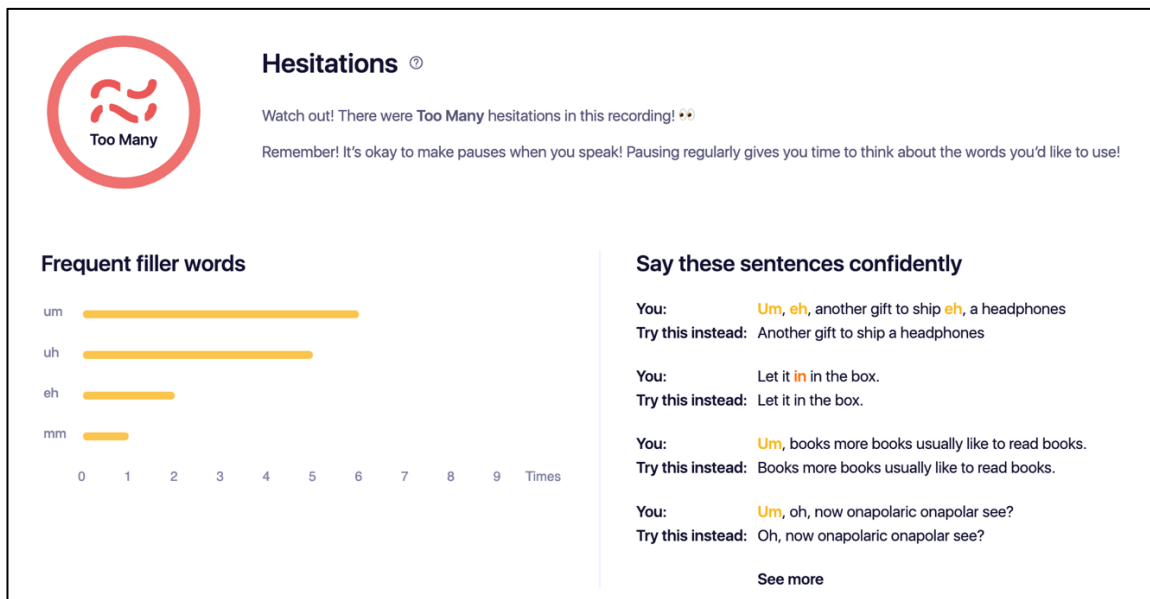 Too Many
Hesitations
Watch out! There were Too Many hesitations in this recording! 👀
Remember! It's okay to make pauses when you speak! Pausing regularly gives you time to think about the words you'd like to use!
Frequent filler words
um
uh
eh
mm
0 1 2 3 4 5 6 7 8 9 Times
Say these sentences confidently
You: Um, eh, another gift to ship eh, a headphones
Try this instead: Another gift to ship a headphones
You: Let it in in the box.
Try this instead: Let it in the box.
You: Um, books more books usually like to read books.
Try this instead: Books more books usually like to read books.
You: Um, oh, now onapolaric onapolar see?
Try this instead: Oh, now onapolaric onapolar see?
See more